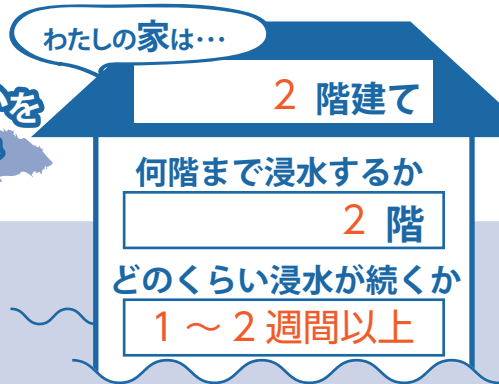 わたしの家は…
を
2 階建て
何階まで浸水するか
2 階
どのくらい浸水が続くか
1 ～ 2 週間以上